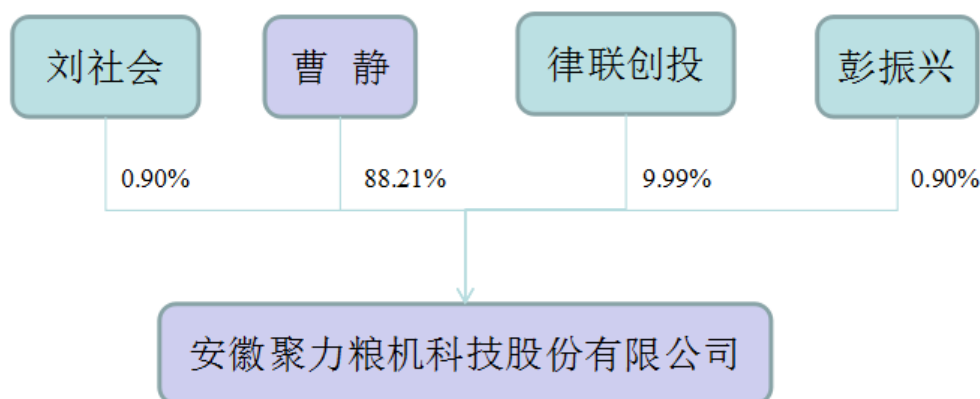 刘社会
曹 静
律联创投
彭振兴
0.90%
88.21%
9.99%
0.90%
安徽聚力粮机科技股份有限公司